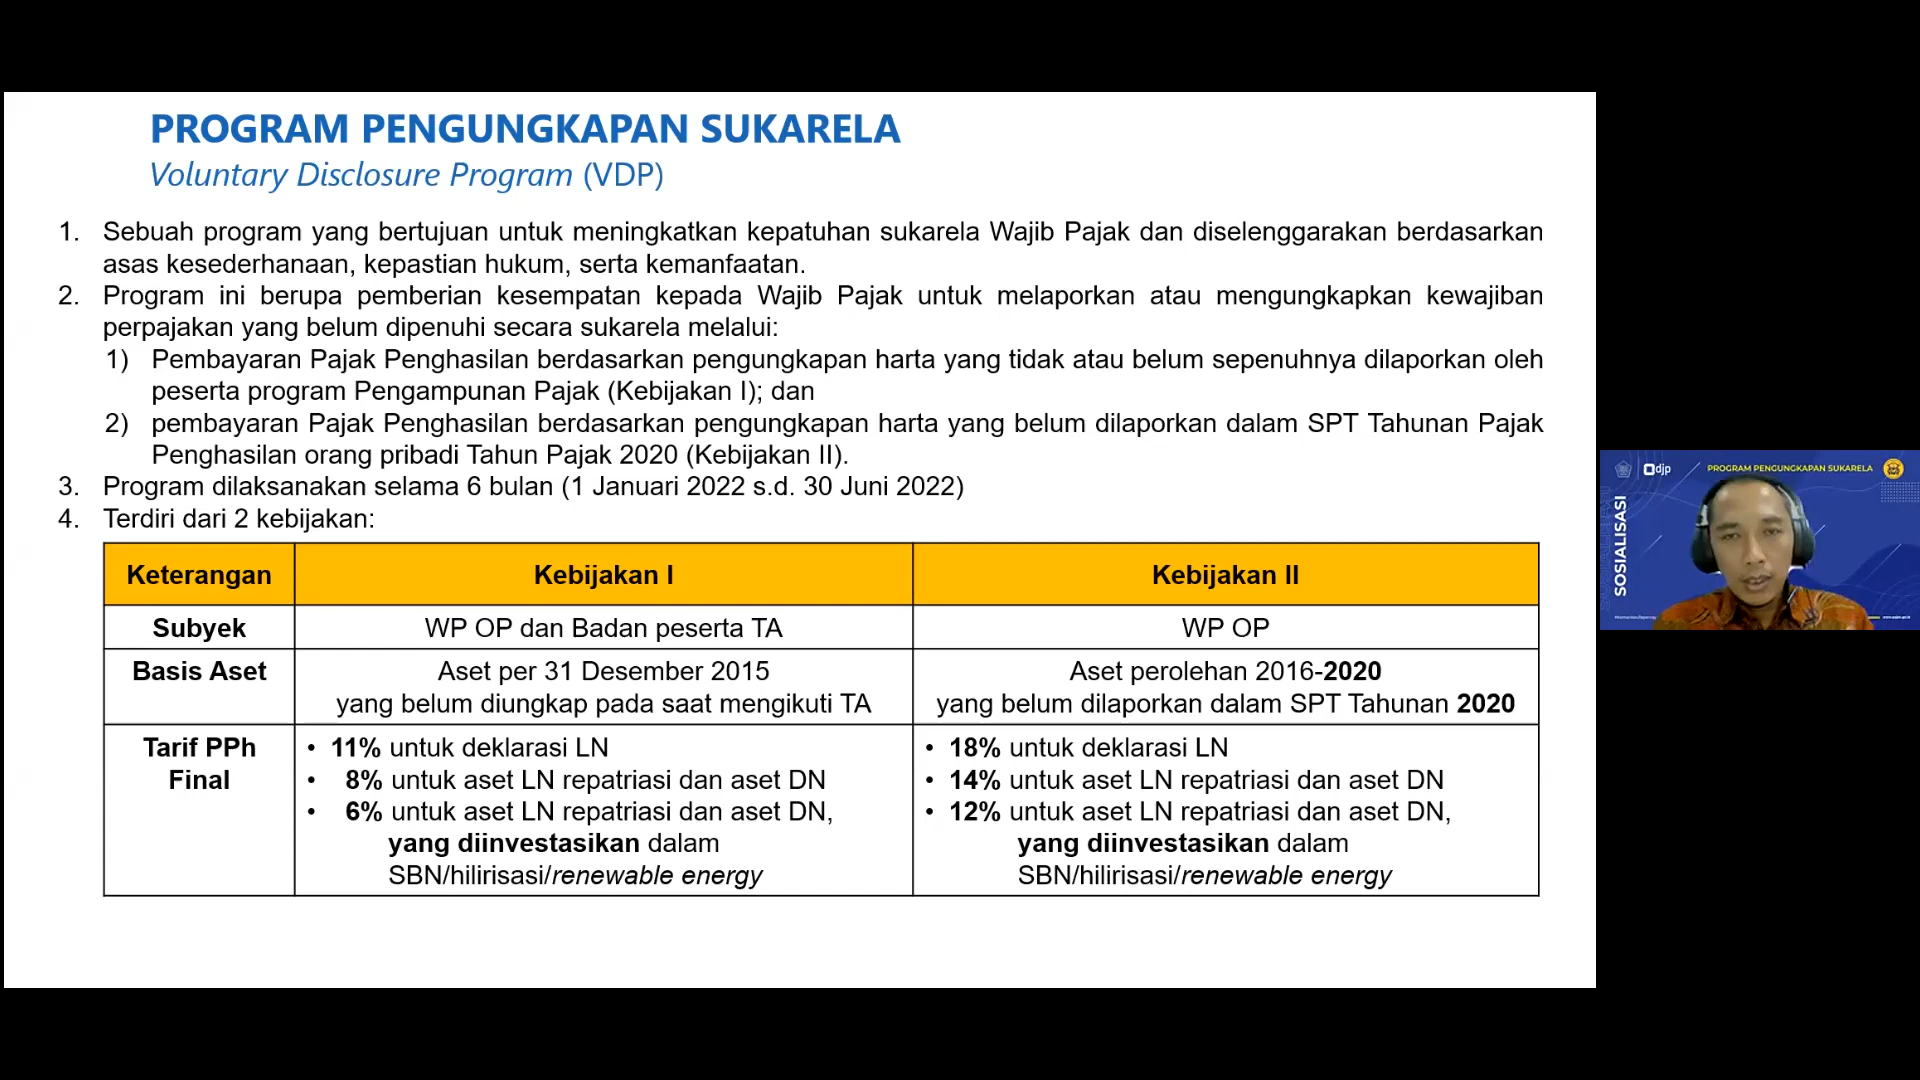 PROGRAM PENGUNGKAPAN SUKARELA
Voluntary Disclosure Program (VDP)
1. Sebuah program yang bertujuan untuk meningkatkan kepatuhan sukarela Wajib Pajak dan diselenggarakan berdasarkan
asas kesederhanaan, kepastian hukum, serta kemanfaatan.
2. Program ini berupa pemberian kesempatan kepada Wajib Pajak untuk melaporkan atau mengungkapkan kewajiban
perpajakan yang belum dipenuhi secara sukarela melalui:
1) Pembayaran Pajak Penghasilan berdasarkan pengungkapan harta yang tidak atau belum sepenuhnya dilaporkan oleh
peserta program Pengampunan Pajak (Kebijakan I); dan
2) pembayaran Pajak Penghasilan berdasarkan pengungkapan harta yang belum dilaporkan dalam SPT Tahunan Pajak
Penghasilan orang pribadi Tahun Pajak 2020 (Kebijakan II).
3. Program dilaksanakan selama 6 bulan (1 Januari 2022 s.d. 30 Juni 2022)
4. Terdiri dari 2 kebijakan:
Keterangan Kebijakan I Kebijakan II
Subyek WP OP dan Badan peserta TA WP OP
Basis Aset Aset per 31 Desember 2015 Aset perolehan 2016-2020
yang belum diungkap pada saat mengikuti TA yang belum dilaporkan dalam SPT Tahunan 2020
Tarif PPh • 11% untuk deklarasi LN • 18% untuk deklarasi LN
Final • 8% untuk aset LN repatriasi dan aset DN • 14% untuk aset LN repatriasi dan aset DN
• 6% untuk aset LN repatriasi dan aset DN, • 12% untuk aset LN repatriasi dan aset DN,
yang diinvestasikan dalam yang diinvestasikan dalam
SBN/hilirisasi/renewable energy SBN/hilirisasi/renewable energy
djp PROGRAM PENGUNGKAPAN SUKARELA
SOSIALISASI